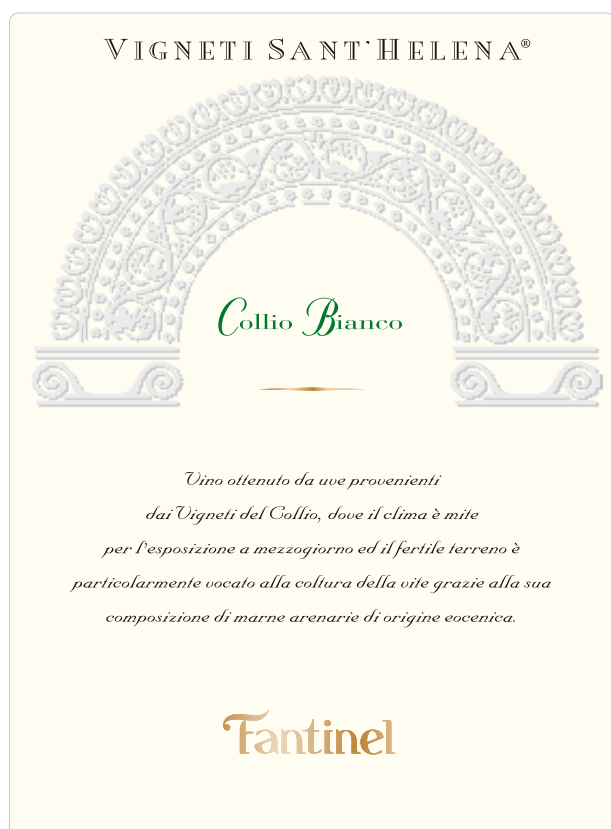 VIGNETI SANT'HELENA®
Collio Bianco
Vino ottenuto da uve provenienti
dai Vigneti del Collio, dove il clima è mite
per l'esposizione a mezzogiorno ed il fertile terreno è
particolarmente vocato alla coltura della vite grazie alla sua
composizione di marne arenarie di origine eocenica.
Fantinel